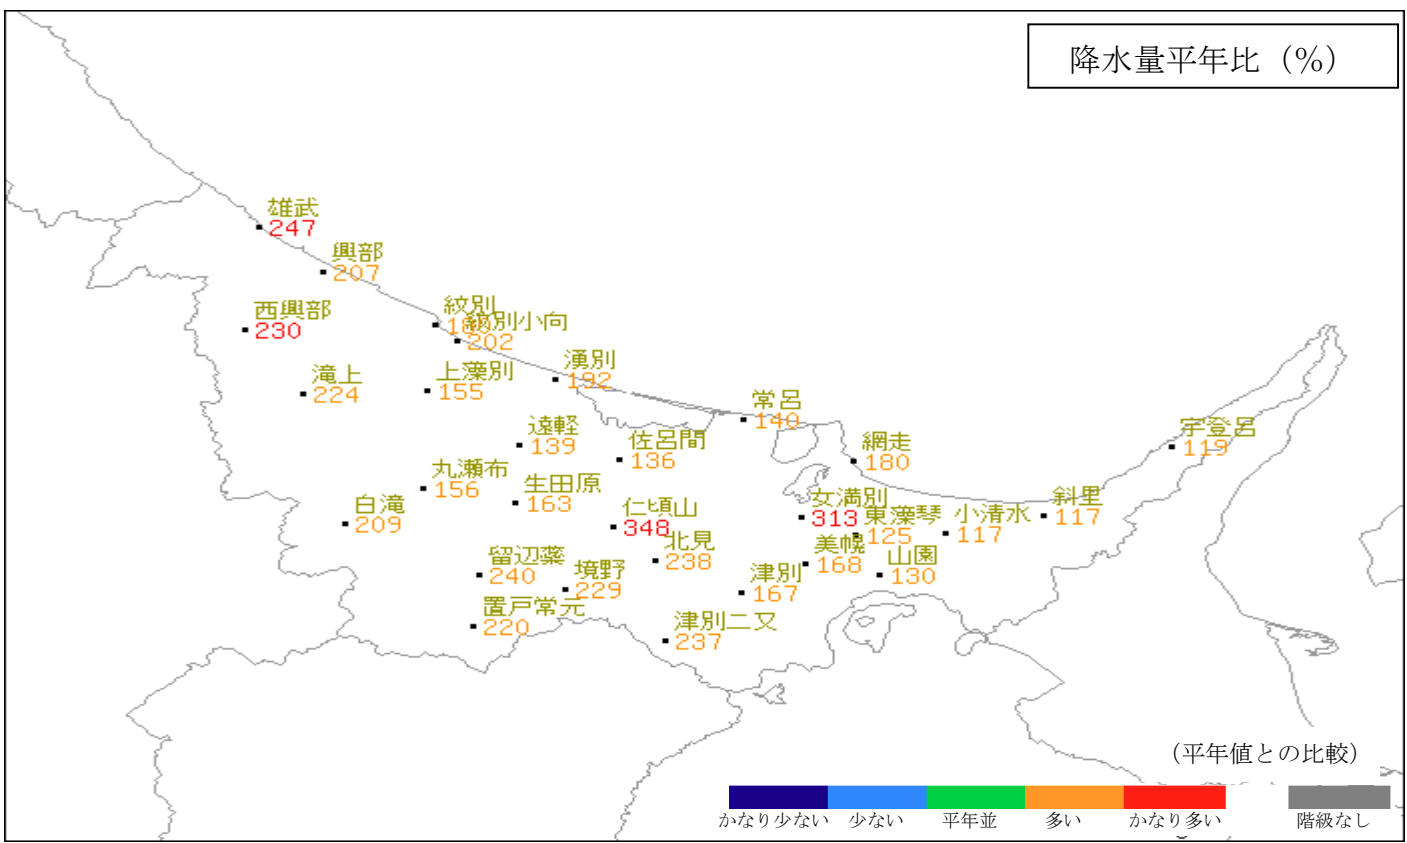 降水量平年比（％）
雄武
247
興部
207
西興部
230
紋別
紋別小向
202
滝上
224
上藻別
155
湧別
192
常呂
140
遠軽
139
佐呂間
136
網走
180
宇登呂
119
丸瀬布
156
生田原
163
白滝
209
仁頃山
348
女満別
313
東藻琴
125
小清水
117
斜里
117
北見
238
美幌
168
山園
130
留辺蘂
240
境野
229
津別
167
置戸常元
220
津別二又
237
（平年値との比較）
かなり少ない 少ない 平年並 多い かなり多い 階級なし